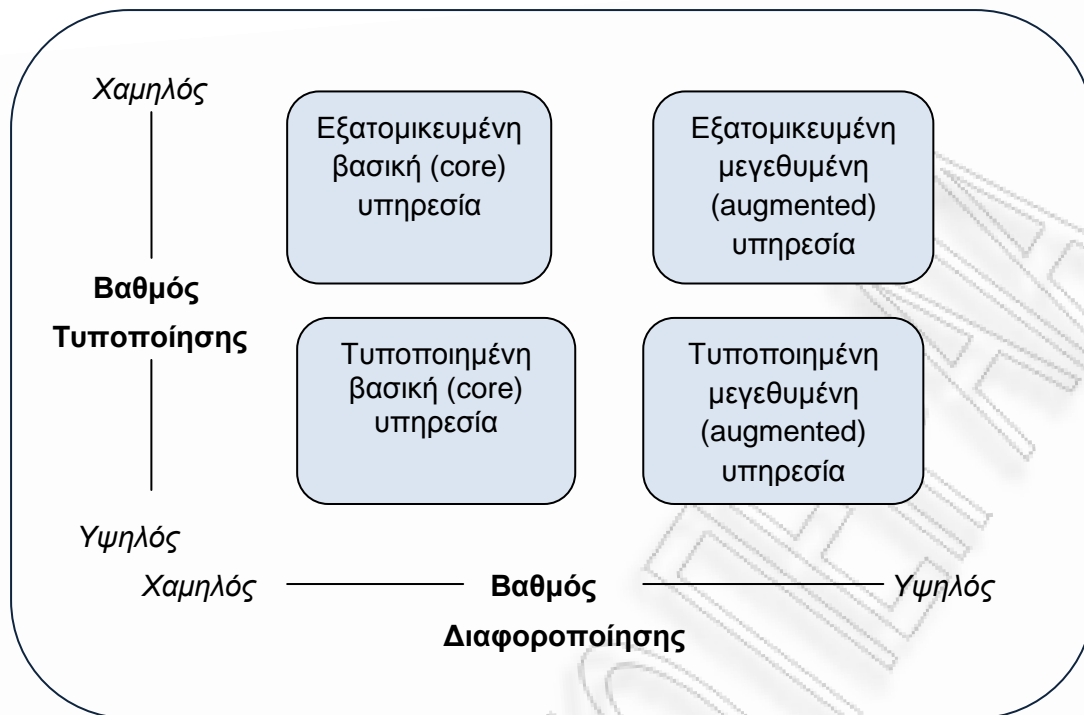 Χαμηλός
Εξατομικευμένη
βασική (core)
υπηρεσία
Εξατομικευμένη
μεγεθυμένη
(augmented)
υπηρεσία
Βαθμός
Τυποποίησης
Τυποποιημένη
βασική (core)
υπηρεσία
Τυποποιημένη
μεγεθυμένη
(augmented)
υπηρεσία
Υψηλός
Χαμηλός
Βαθμός
Διαφοροποίησης
Υψηλός